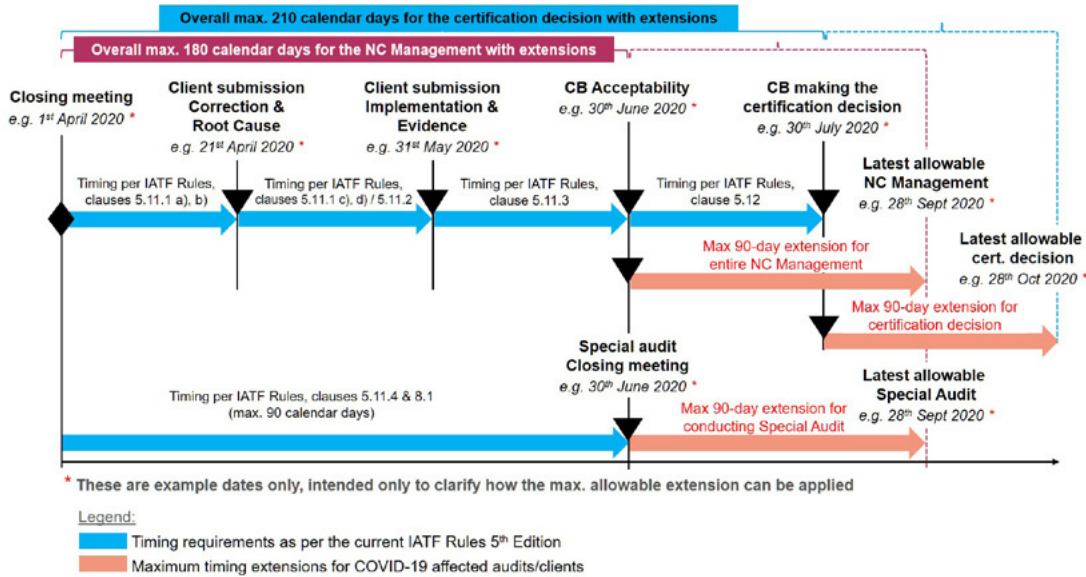 Overall max. 210 calendar days for the certification decision with extensions
Overall max. 180 calendar days for the NC Management with extensions
Closing meeting
e.g. 1st April 2020 *
Client submission
Correction &
Root Cause
e.g. 21st April 2020 *
Client submission
Implementation &
Evidence
e.g. 31st May 2020 *
CB Acceptability
e.g. 30th June 2020 *
CB making the
certification decision
e.g. 30th July 2020 *
Latest allowable
NC Management
e.g. 28th Sept 2020 *
Latest allowable
cert. decision
e.g. 28th Oct 2020 *
Timing per IATF Rules,
clauses 5.11.1 a), b)
Timing per IATF Rules,
clauses 5.11.1 c), d) / 5.11.2
Timing per IATF Rules,
clause 5.11.3
Timing per IATF Rules,
clause 5.12
Max 90-day extension for
entire NC Management
Max 90-day extension for
certification decision
Special audit
Closing meeting
e.g. 30th June 2020 *
Latest allowable
Special Audit
e.g. 28th Sept 2020 *
Timing per IATF Rules, clauses 5.11.4 & 8.1
(max. 90 calendar days)
Max 90-day extension for
conducting Special Audit
* These are example dates only, intended only to clarify how the max. allowable extension can be applied
Legend:
Timing requirements as per the current IATF Rules 5th Edition
Maximum timing extensions for COVID-19 affected audits/clients